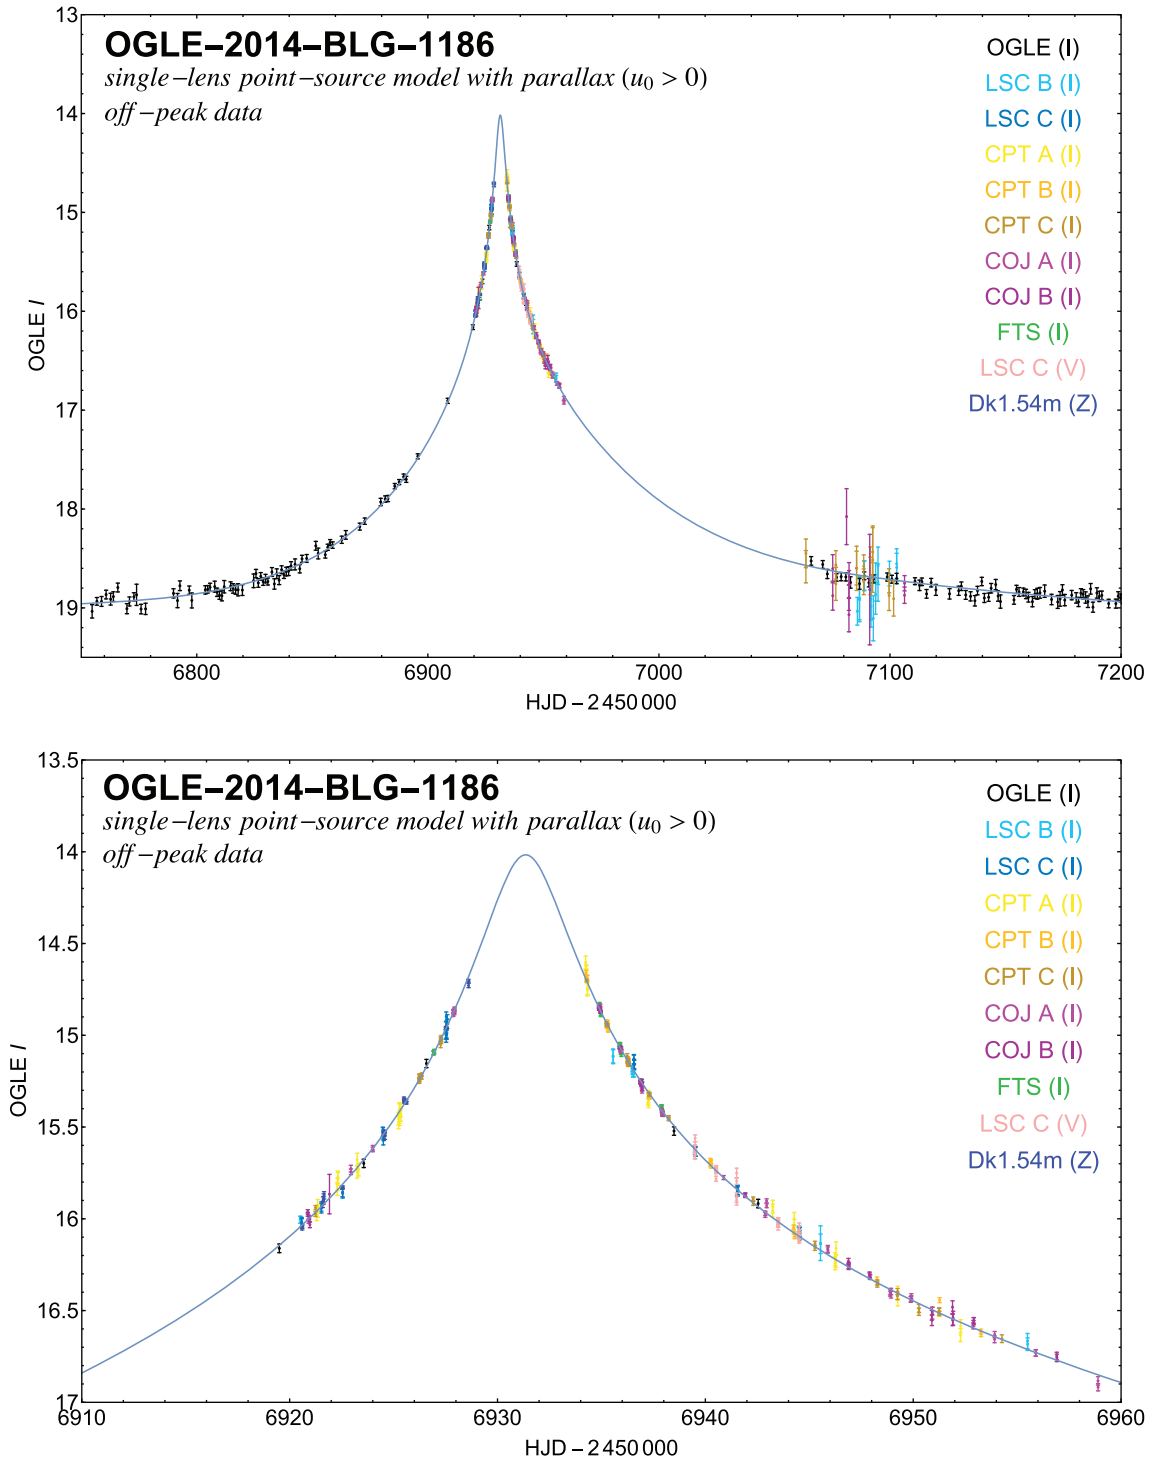 OGLE−2014−BLG−1186
single−lens point−source model with parallax (u0 > 0)
off−peak data
OGLE (I)
LSC B (I)
LSC C (I)
CPT A (I)
CPT B (I)
CPT C (I)
COJ A (I)
COJ B (I)
FTS (I)
LSC C (V)
Dk1.54m (Z)
13
14
15
16
17
18
19
OGLE I
6800
6900
7000
7100
7200
HJD − 2 450 000
OGLE−2014−BLG−1186
single−lens point−source model with parallax (u0 > 0)
off−peak data
OGLE (I)
LSC B (I)
LSC C (I)
CPT A (I)
CPT B (I)
CPT C (I)
COJ A (I)
COJ B (I)
FTS (I)
LSC C (V)
Dk1.54m (Z)
13.5
14
14.5
15
15.5
16
16.5
17
OGLE I
6910
6920
6930
6940
6950
6960
HJD − 2 450 000